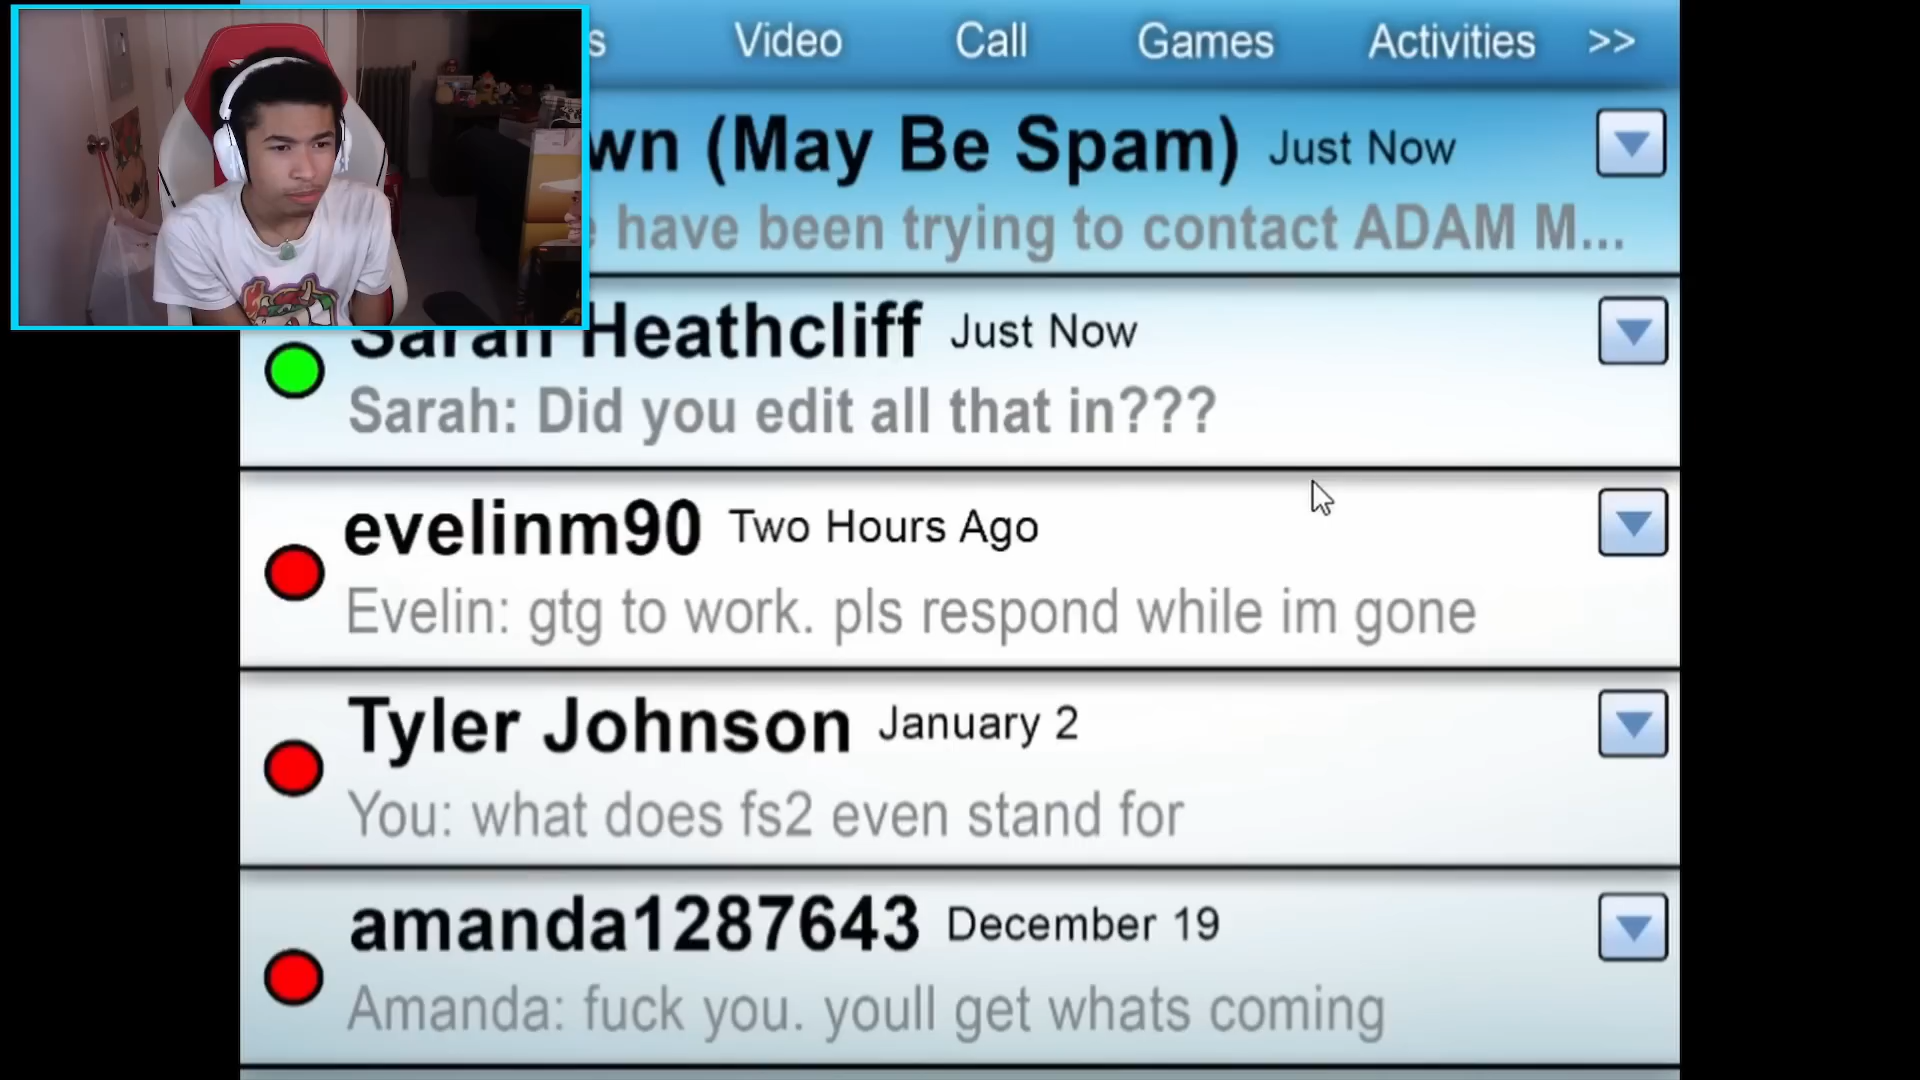 Video Call Games Activities >>
(May Be Spam) Just Now
have been trying to contact ADAM M...
Sarah Heathcliff Just Now
Sarah: Did you edit all that in???
evelinm90 Two Hours Ago
Evelin: gtg to work. pls respond while im gone
Tyler Johnson January 2
You: what does fs2 even stand for
amanda1287643 December 19
Amanda: fuck you. youll get whats coming